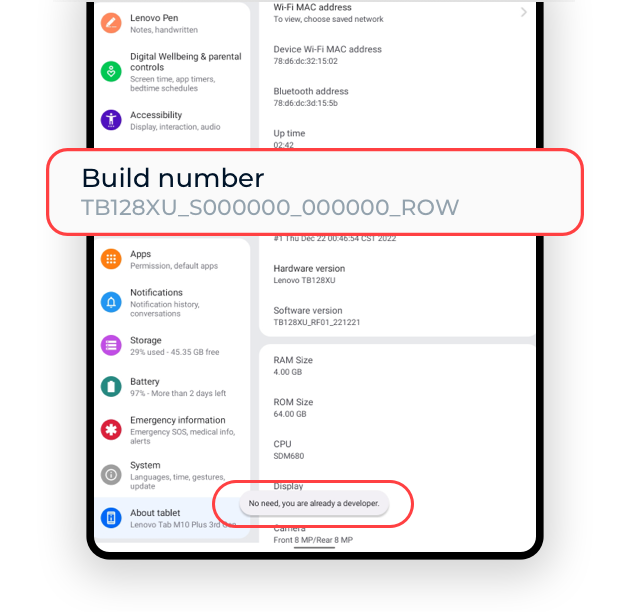 Lenovo Pen
Notes, handwritten
Digital Wellbeing & parental
controls
Screen time, app timers,
bedtime schedules
Accessibility
Display, interaction, audio
Wi-Fi MAC address
To view, choose saved network
Device Wi-Fi MAC address
78:d6:dc:32:15:02
Bluetooth address
78:d6:dc:3d:15:5b
Up time
02:42
Build number
TB128XU_S000000_000000_ROW
#1 Thu Dec 22 00:46:54 CST 2022
Apps
Permission, default apps
Notifications
Notification history,
conversations
Storage
29% used - 45.35 GB free
Battery
97% - More than 2 days left
Emergency information
Emergency SOS, medical info,
alerts
System
Languages, time, gestures,
update
About tablet
Lenovo Tab M10 Plus 3rd Gen
Hardware version
Lenovo TB128XU
Software version
TB128XU_RF01_221221
RAM Size
4.00 GB
ROM Size
64.00 GB
CPU
SDM680
Display
No need, you are already a developer.
Camera
Front 8 MP/Rear 8 MP